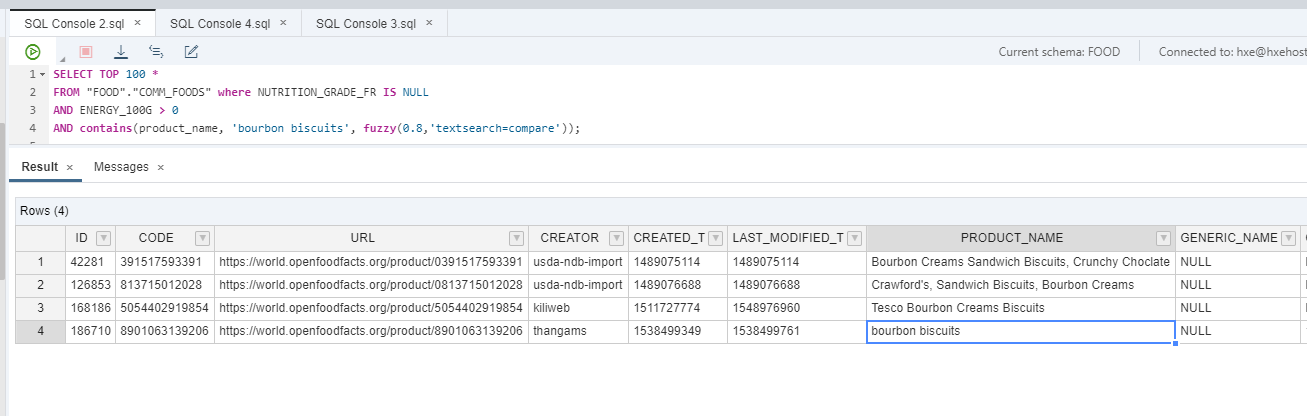 SQL Console 2.sql × SQL Console 4.sql × SQL Console 3.sql ×
Current schema: FOOD Connected to: hxe@hxehost
1 SELECT TOP 100 *
2 FROM "FOOD"."COMM_FOODS" where NUTRITION_GRADE_FR IS NULL
3 AND ENERGY_100G > 0
4 AND contains(product_name, 'bourbon biscuits', fuzzy(0.8,'textsearch=compare'));
Result × Messages ×
Rows (4)
ID CODE URL CREATOR CREATED_T LAST_MODIFIED_T PRODUCT_NAME GENERIC_NAME
1 42281 391517593391 https://world.openfoodfacts.org/product/0391517593391 usda-ndb-import 1489075114 1489075114 Bourbon Creams Sandwich Biscuits, Crunchy Choclate NULL
2 126853 813715012028 https://world.openfoodfacts.org/product/0813715012028 usda-ndb-import 1489076688 1489076688 Crawford's, Sandwich Biscuits, Bourbon Creams NULL
3 168186 5054402919854 https://world.openfoodfacts.org/product/5054402919854 kiliweb 1511727774 1548976960 Tesco Bourbon Creams Biscuits NULL
4 186710 8901063139206 https://world.openfoodfacts.org/product/8901063139206 thangams 1538499349 1538499761 bourbon biscuits NULL